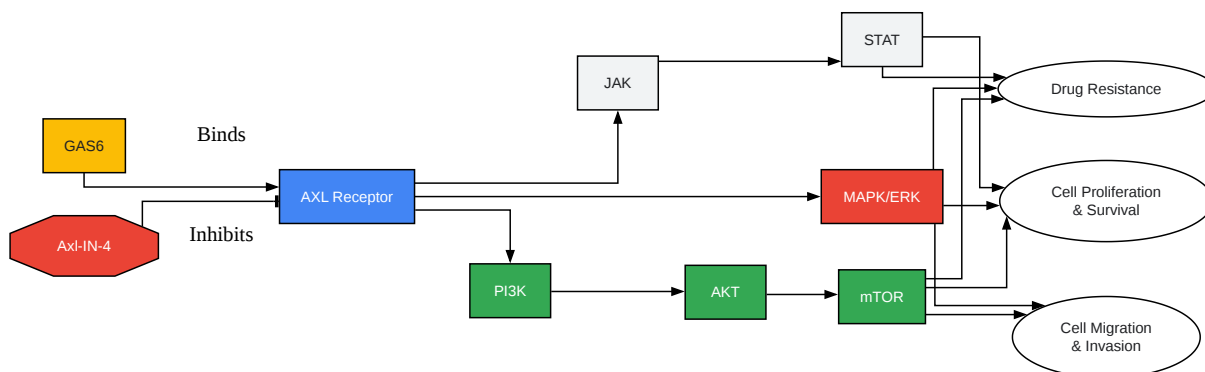 STAT
JAK
Drug Resistance
Binds
GAS6
AXL Receptor
MAPK/ERK
Cell Proliferation
& Survival
Inhibits
Axl-IN-4
PI3K
AKT
mTOR
Cell Migration
& Invasion